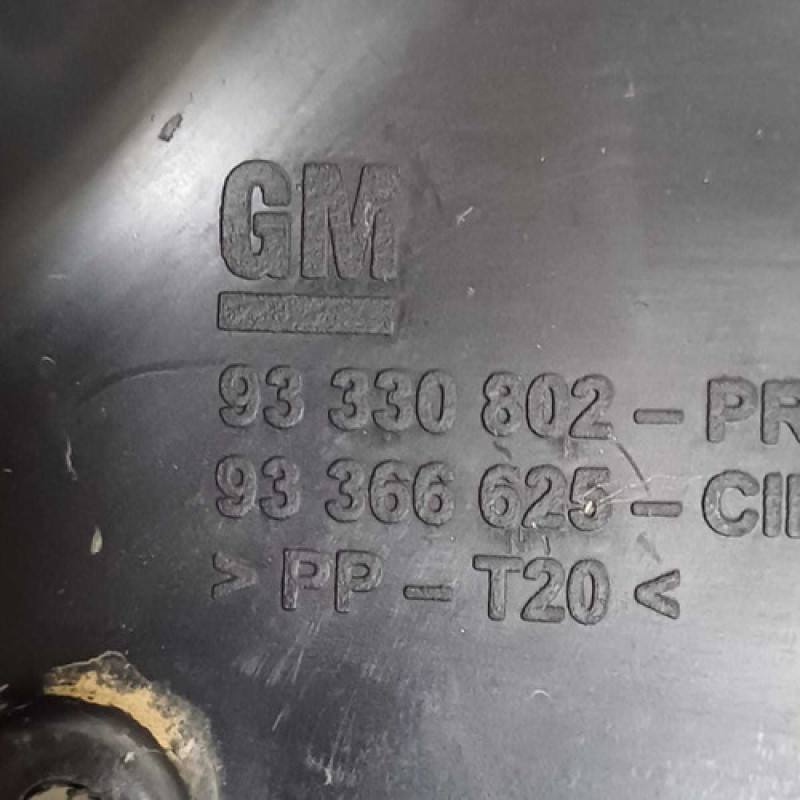 GM
93 330 802 – PR
93 366 625 – CI
> PP – T20 <